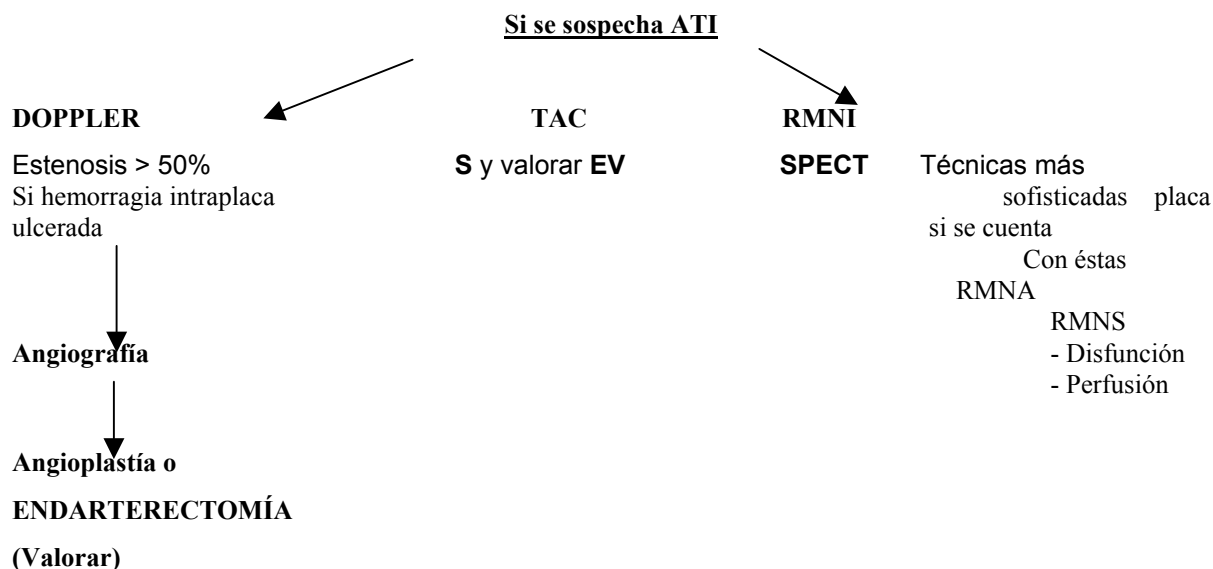 Si se sospecha ATI
DOPPLER TAC RMNI
Estenosis > 50% S y valorar EV SPECT Técnicas más
Si hemorragia intraplaca sofisticadas placa
ulcerada si se cuenta
Con éstas
RMNA
RMNS
Angiografía - Disfunción
- Perfusión
Angioplastía o
ENDARTERECTOMÍA
(Valorar)